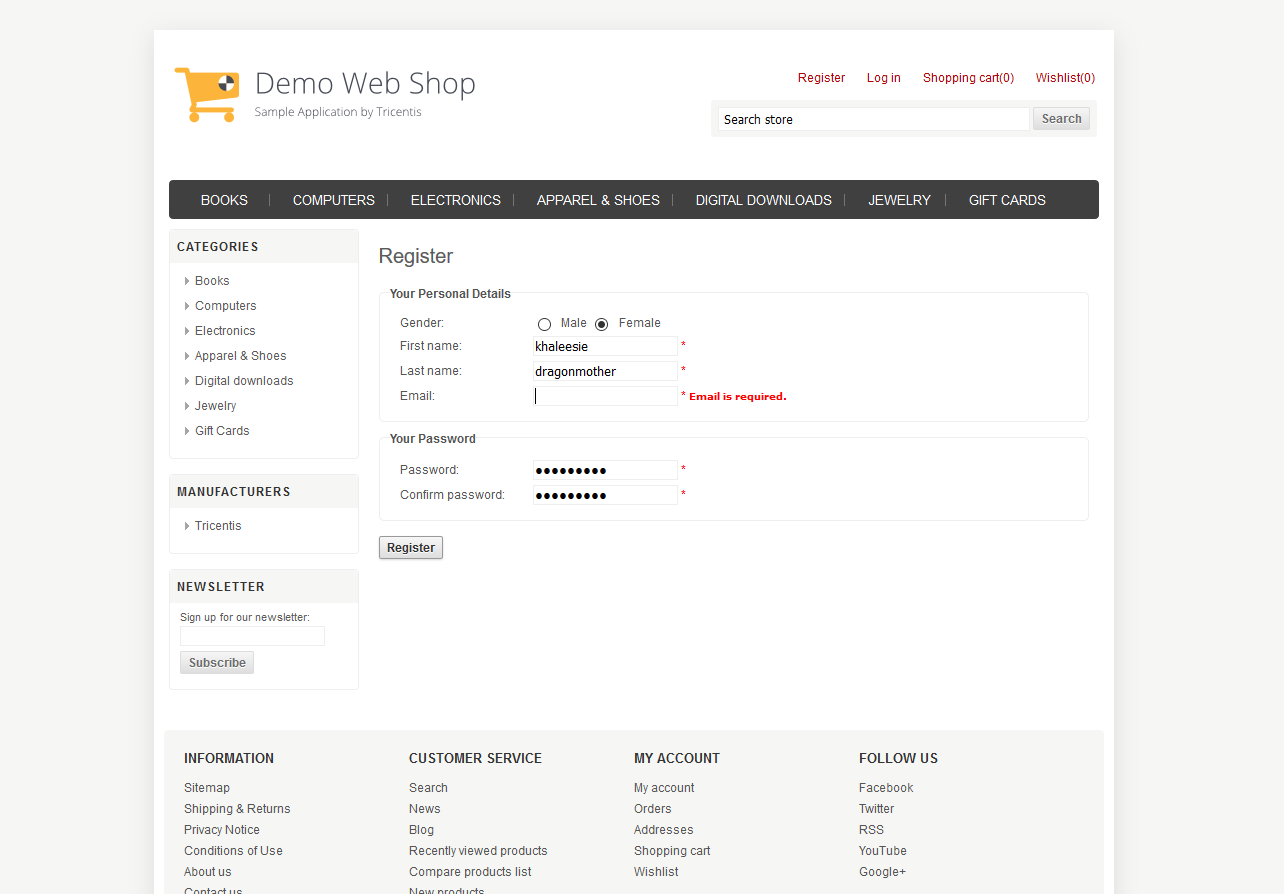 Demo Web Shop
Sample Application by Tricentis
Register Log in Shopping cart(0) Wishlist(0)
Search store Search
BOOKS COMPUTERS ELECTRONICS APPAREL & SHOES DIGITAL DOWNLOADS JEWELRY GIFT CARDS
CATEGORIES
Books
Computers
Electronics
Apparel & Shoes
Digital downloads
Jewelry
Gift Cards
MANUFACTURERS
Tricentis
NEWSLETTER
Sign up for our newsletter:
Subscribe
Register
Your Personal Details
Gender: Male Female
First name: khaleesie *
Last name: dragonmother *
Email: * Email is required.
Your Password
Password: ●●●●●●●●● *
Confirm password: ●●●●●●●●● *
Register
INFORMATION
Sitemap
Shipping & Returns
Privacy Notice
Conditions of Use
About us
Contact us
CUSTOMER SERVICE
Search
News
Blog
Recently viewed products
Compare products list
New products
MY ACCOUNT
My account
Orders
Addresses
Shopping cart
Wishlist
FOLLOW US
Facebook
Twitter
RSS
YouTube
Google+